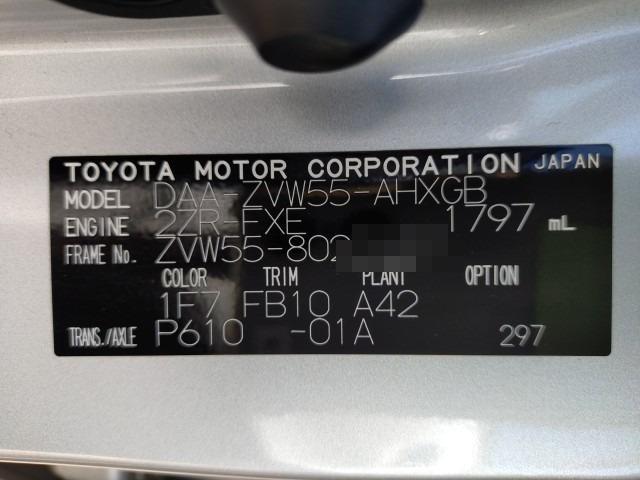 TOYOTA MOTOR CORPORATION JAPAN
MODEL DAA-ZVW55-AHXGB
ENGINE 2ZR-FXE 1797 mL
FRAME No. ZVW55-802
COLOR TRIM PLANT OPTION
1F7 FB10 A42
TRANS./AXLE P610 -01A 297